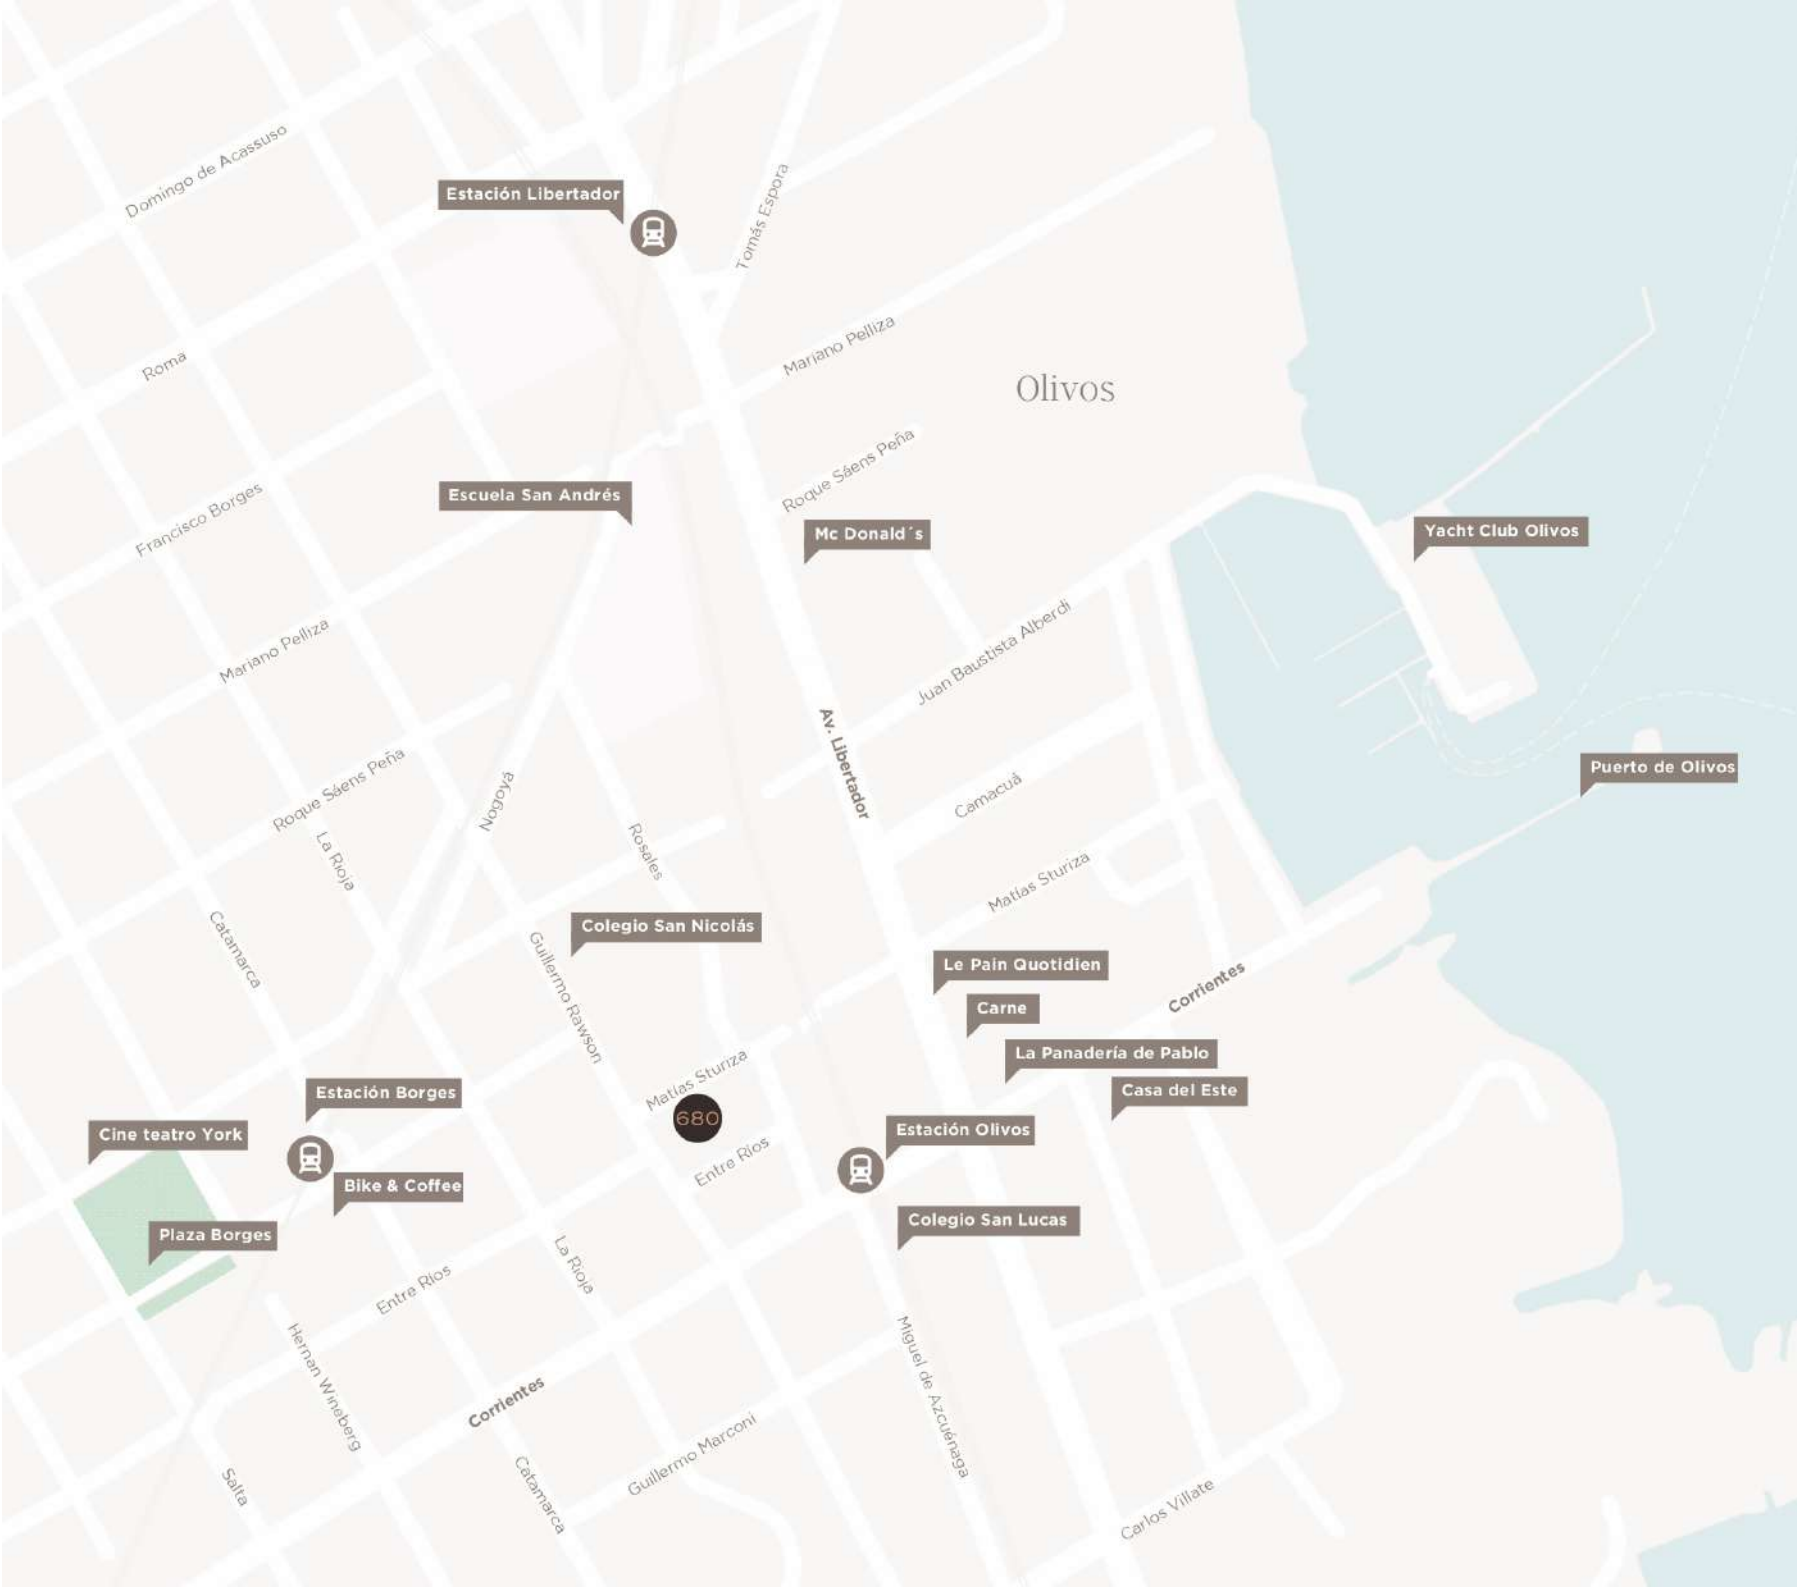 Domingo de Acassuso
Estación Libertador
Tomás Espora
Roma
Mariano Pelliza
Olivos
Roque Sáens Peña
Francisco Borges
Escuela San Andrés
Mc Donald´s
Yacht Club Olivos
Mariano Pelliza
Juan Baustista Alberdi
Av. Libertador
Puerto de Olivos
Roque Sáens Peña
Nogoyá
Camacuá
La Rioja
Rosales
Matías Sturiza
Catamarca
Colegio San Nicolás
Guillermo Rawson
Le Pain Quotidien
Corrientes
Carne
La Panadería de Pablo
Matías Sturiza
Casa del Este
Estación Borges
680
Estación Olivos
Cine teatro York
Entre Rios
Bike & Coffee
Colegio San Lucas
Plaza Borges
La Rioja
Entre Rios
Hernan Wineberg
Miguel de Azcuénaga
Corrientes
Guillermo Marconi
Salta
Catamarca
Carlos Villate